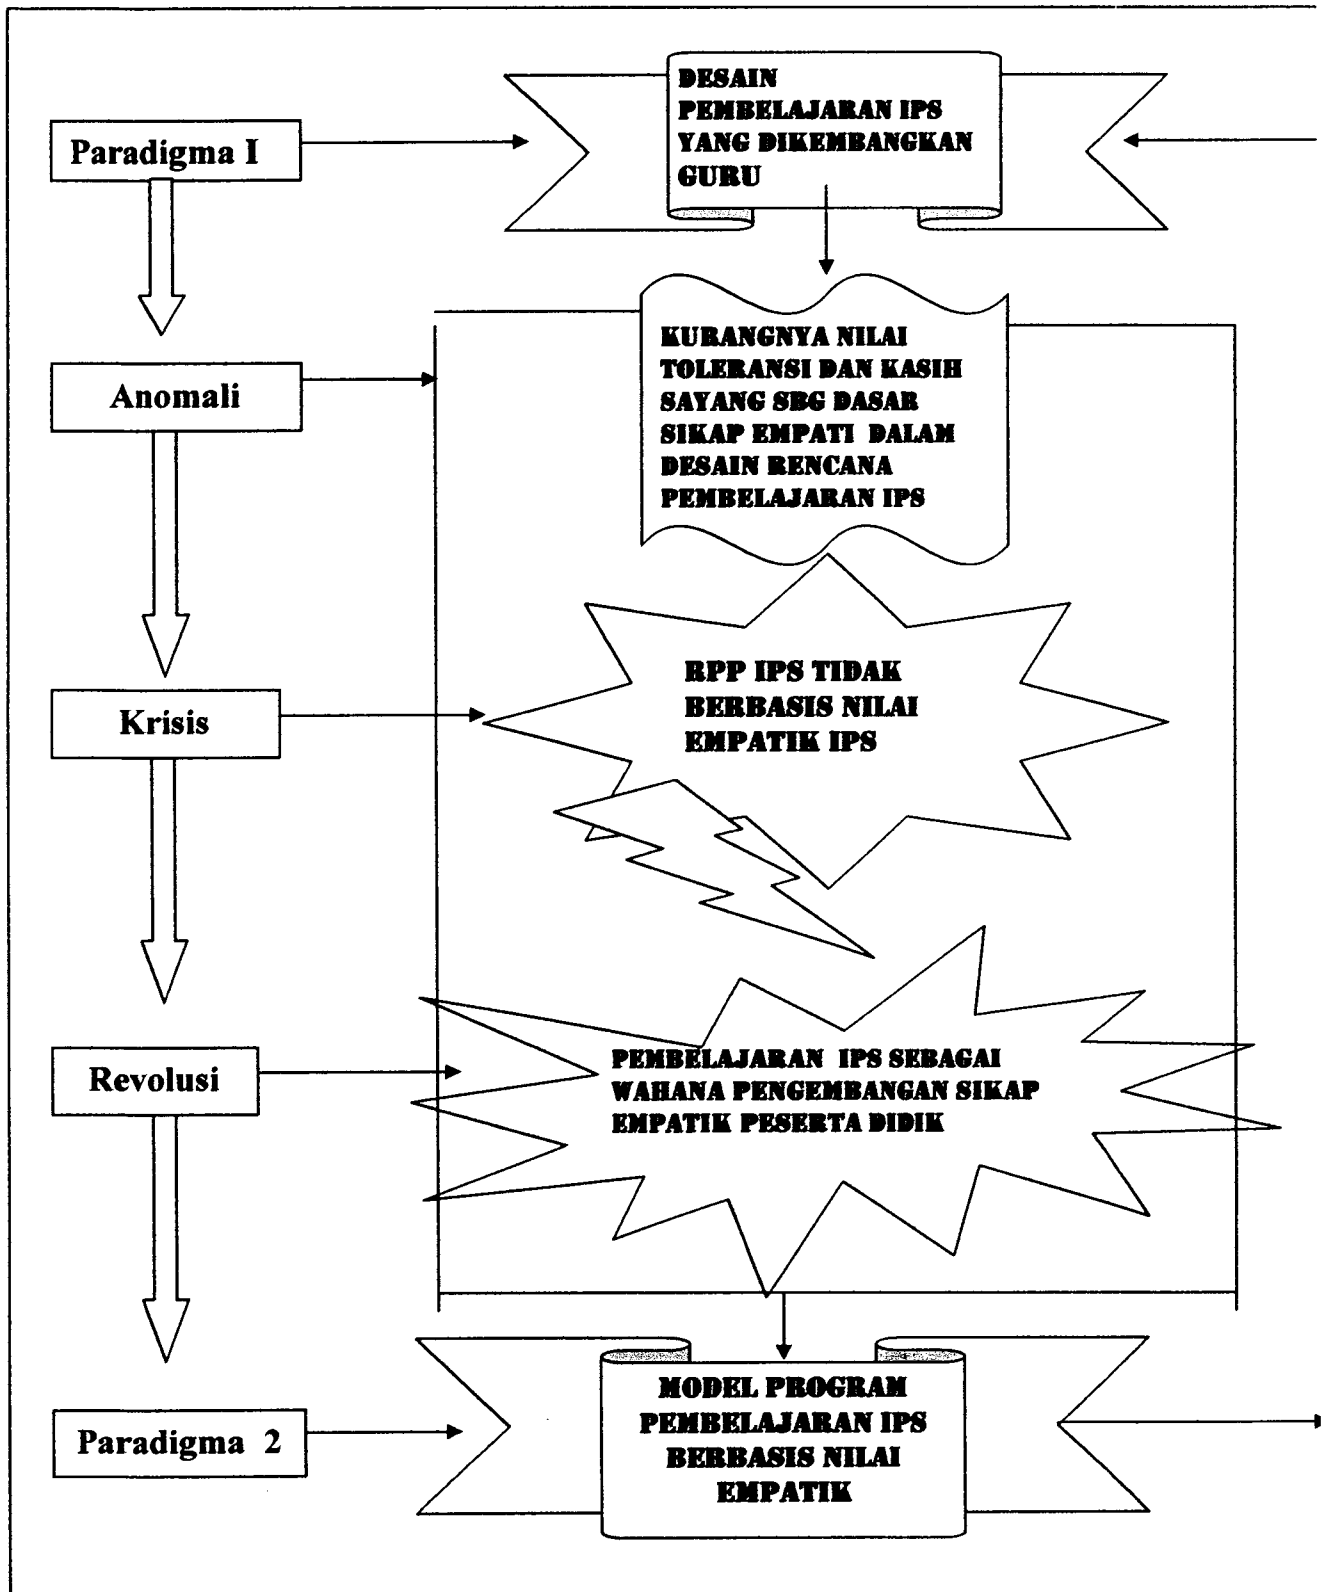 DESAIN
PEMBELAJARAN IPS
YANG DIKEMBANGKAN
GURU
Paradigma I
KURANGNYA NILAI
TOLERANSI DAN KASIH
SAYANG SBG DASAR
SIKAP EMPATI DALAM
DESAIN RENCANA
PEMBELAJARAN IPS
Anomali
RPP IPS TIDAK
BERBASIS NILAI
EMPATIK IPS
Krisis
PEMBELAJARAN IPS SEBAGAI
WAHANA PENGEMBANGAN SIKAP
EMPATIK PESERTA DIDIK
Revolusi
MODEL PROGRAM
PEMBELAJARAN IPS
BERBASIS NILAI
EMPATIK
Paradigma 2